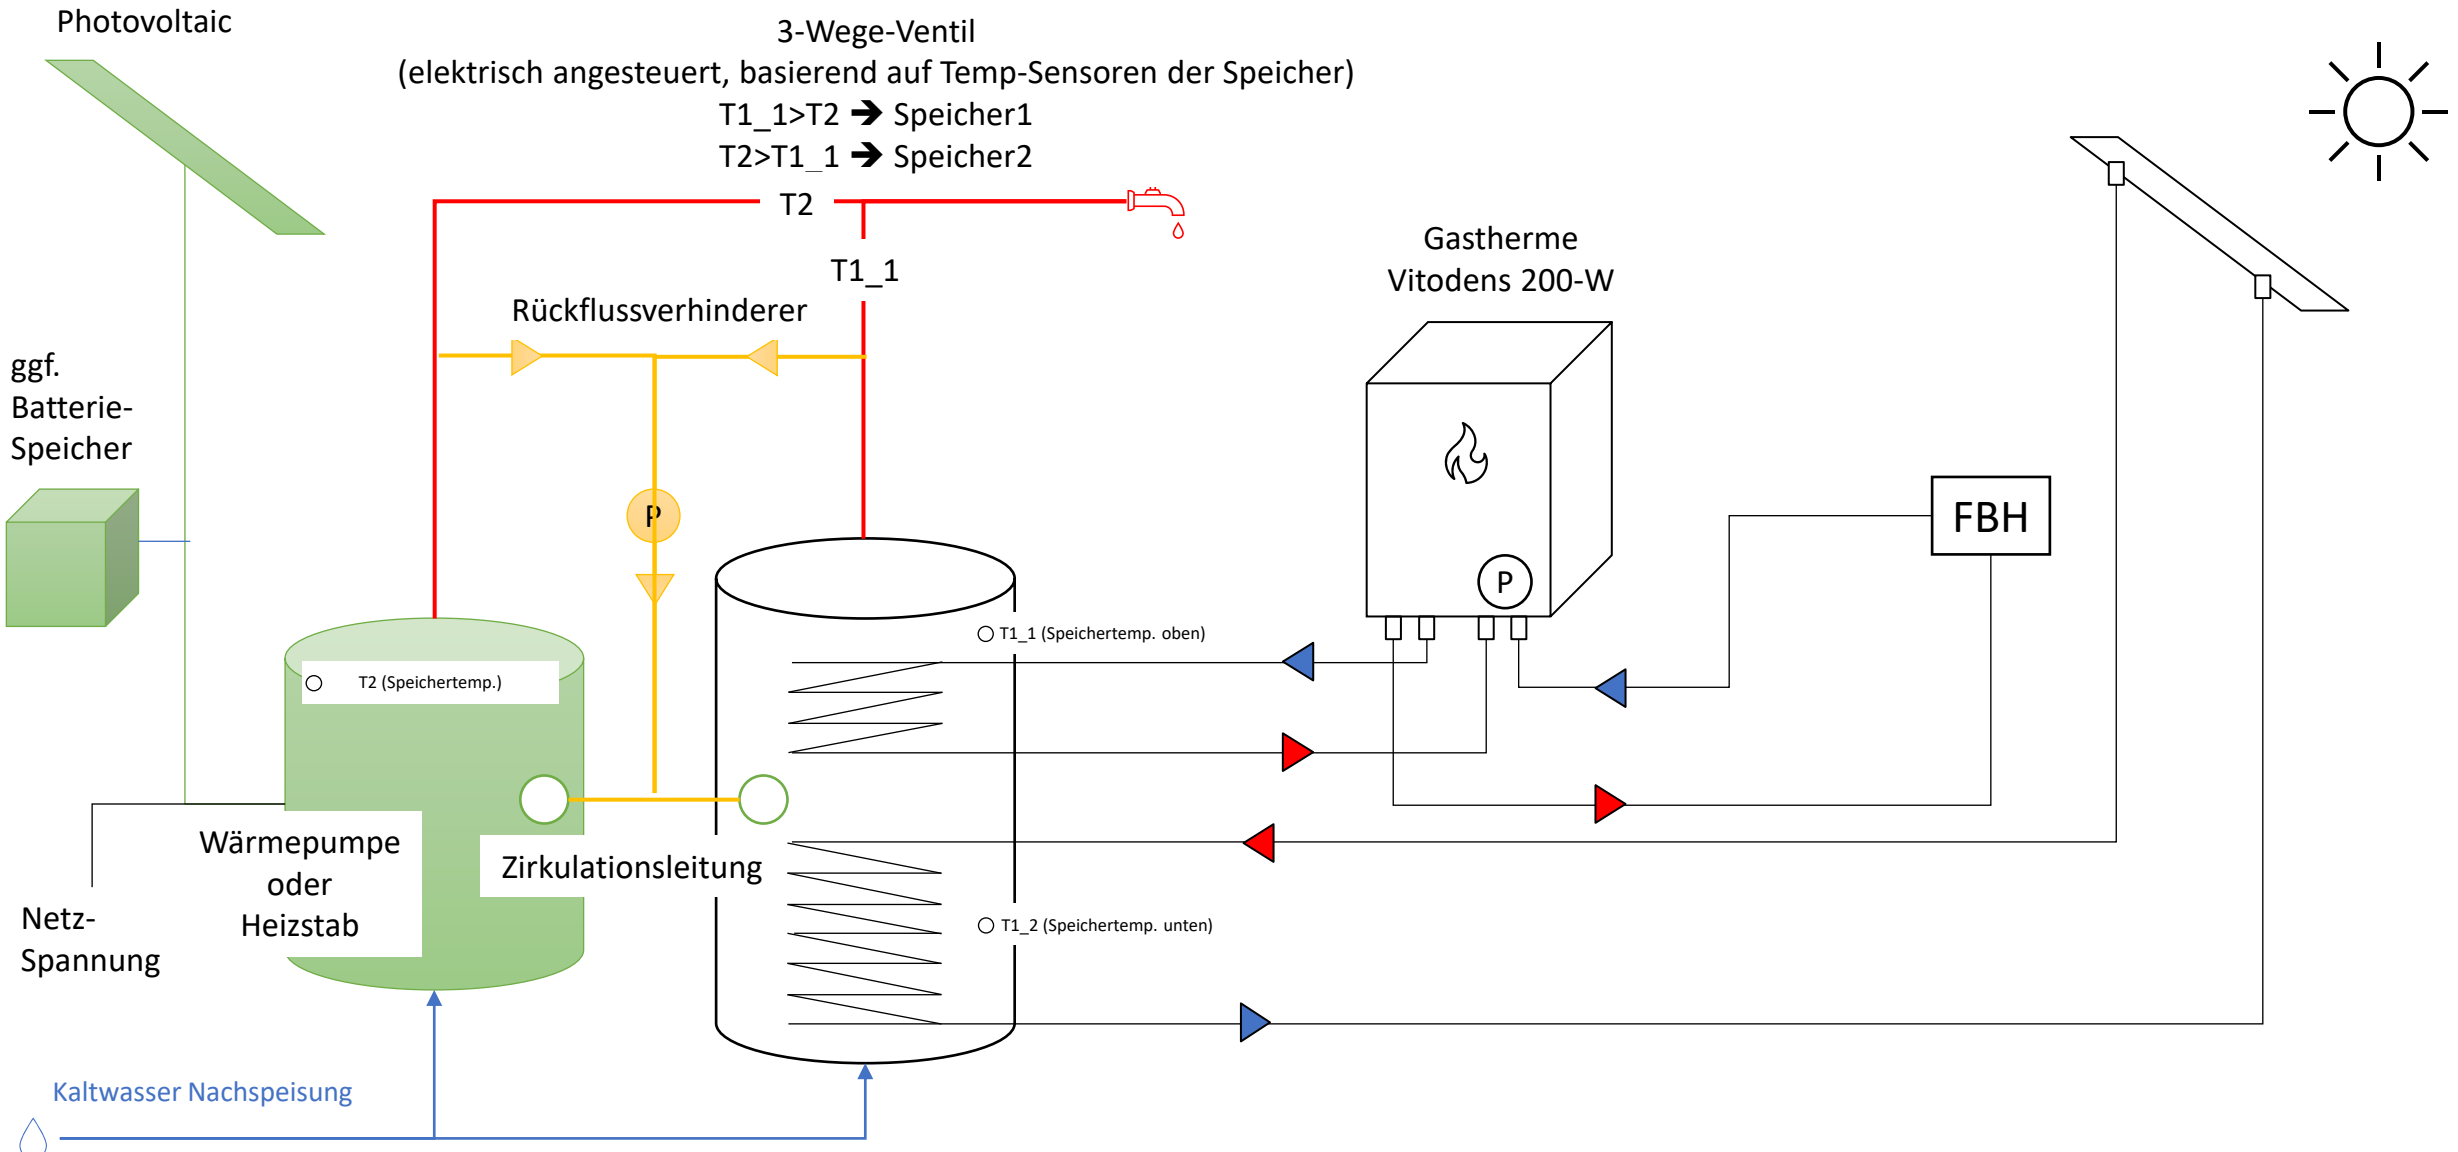 Photovoltaic
3-Wege-Ventil
(elektrisch angesteuert, basierend auf Temp-Sensoren der Speicher)
T1_1>T2 ➔ Speicher1
T2>T1_1 ➔ Speicher2
T2
T1_1
Gastherme
Vitodens 200-W
Rückflussverhinderer
ggf.
Batterie-
Speicher
P
FBH
P
T1_1 (Speichertemp. oben)
T2 (Speichertemp.)
Wärmepumpe
oder
Heizstab
Zirkulationsleitung
Netz-
Spannung
T1_2 (Speichertemp. unten)
Kaltwasser Nachspeisung